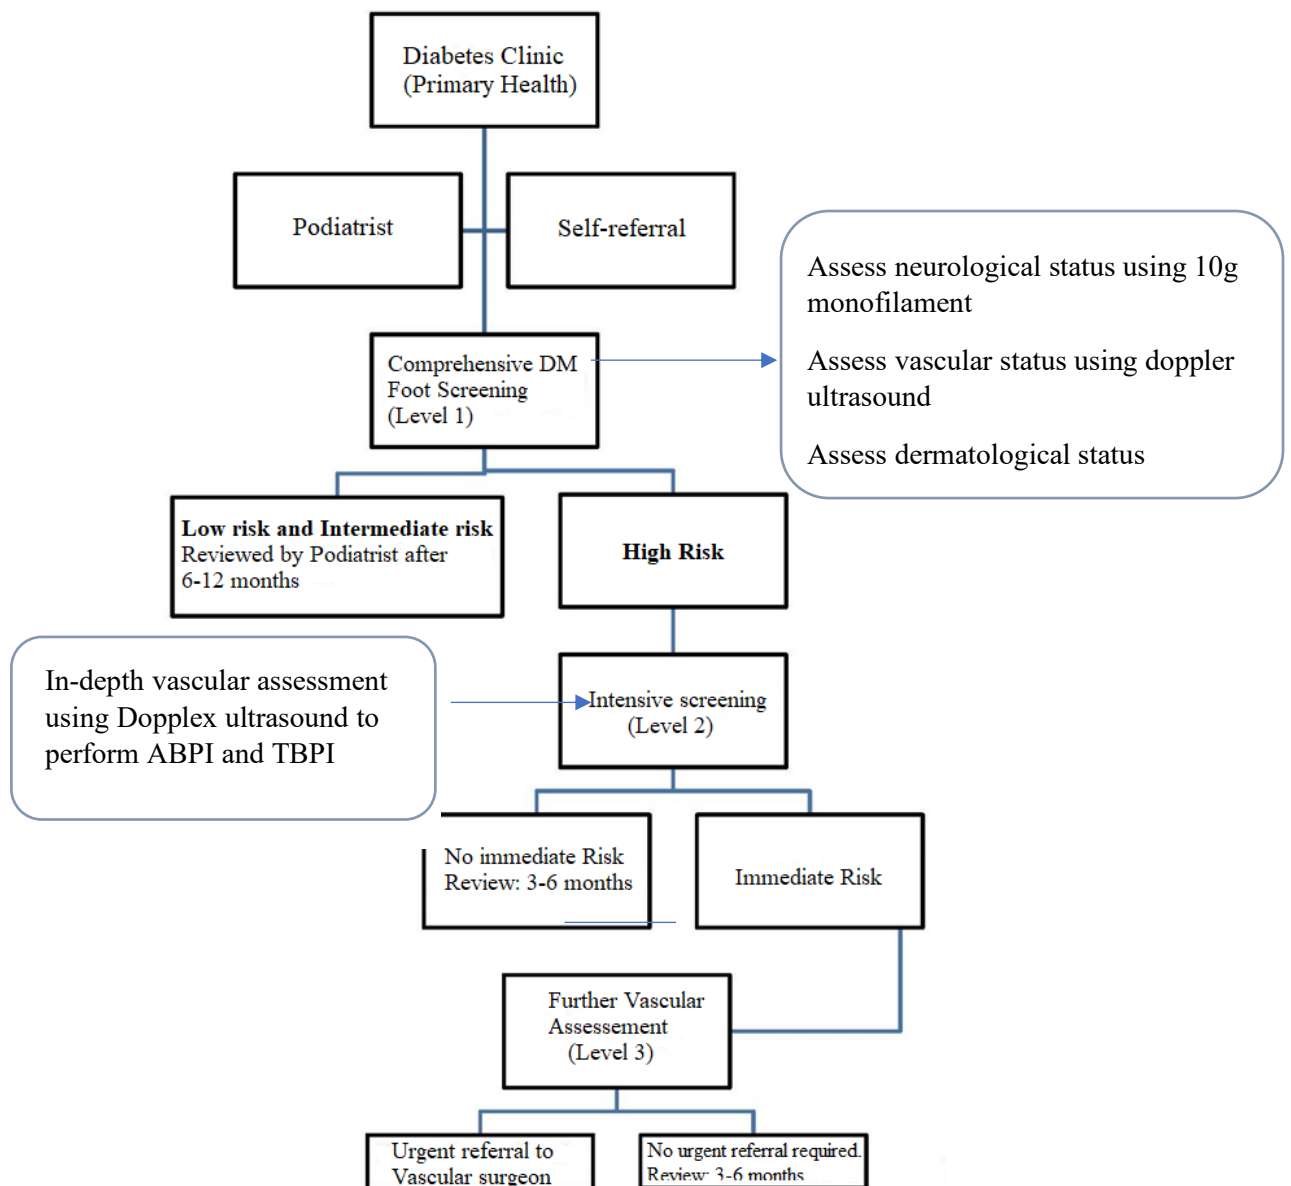 Diabetes Clinic
(Primary Health)
Podiatrist
Self-referral
Assess neurological status using 10g
monofilament
Assess vascular status using doppler
ultrasound
Assess dermatological status
Comprehensive DM
Foot Screening
(Level 1)
Low risk and Intermediate risk
Reviewed by Podiatrist after
6-12 months
High Risk
In-depth vascular assessment
using Dopplex ultrasound to
perform ABPI and TBPI
Intensive screening
(Level 2)
No immediate Risk
Review: 3-6 months
Immediate Risk
Further Vascular
Assessement
(Level 3)
Urgent referral to
Vascular surgeon
No urgent referral required.
Review: 3-6 months